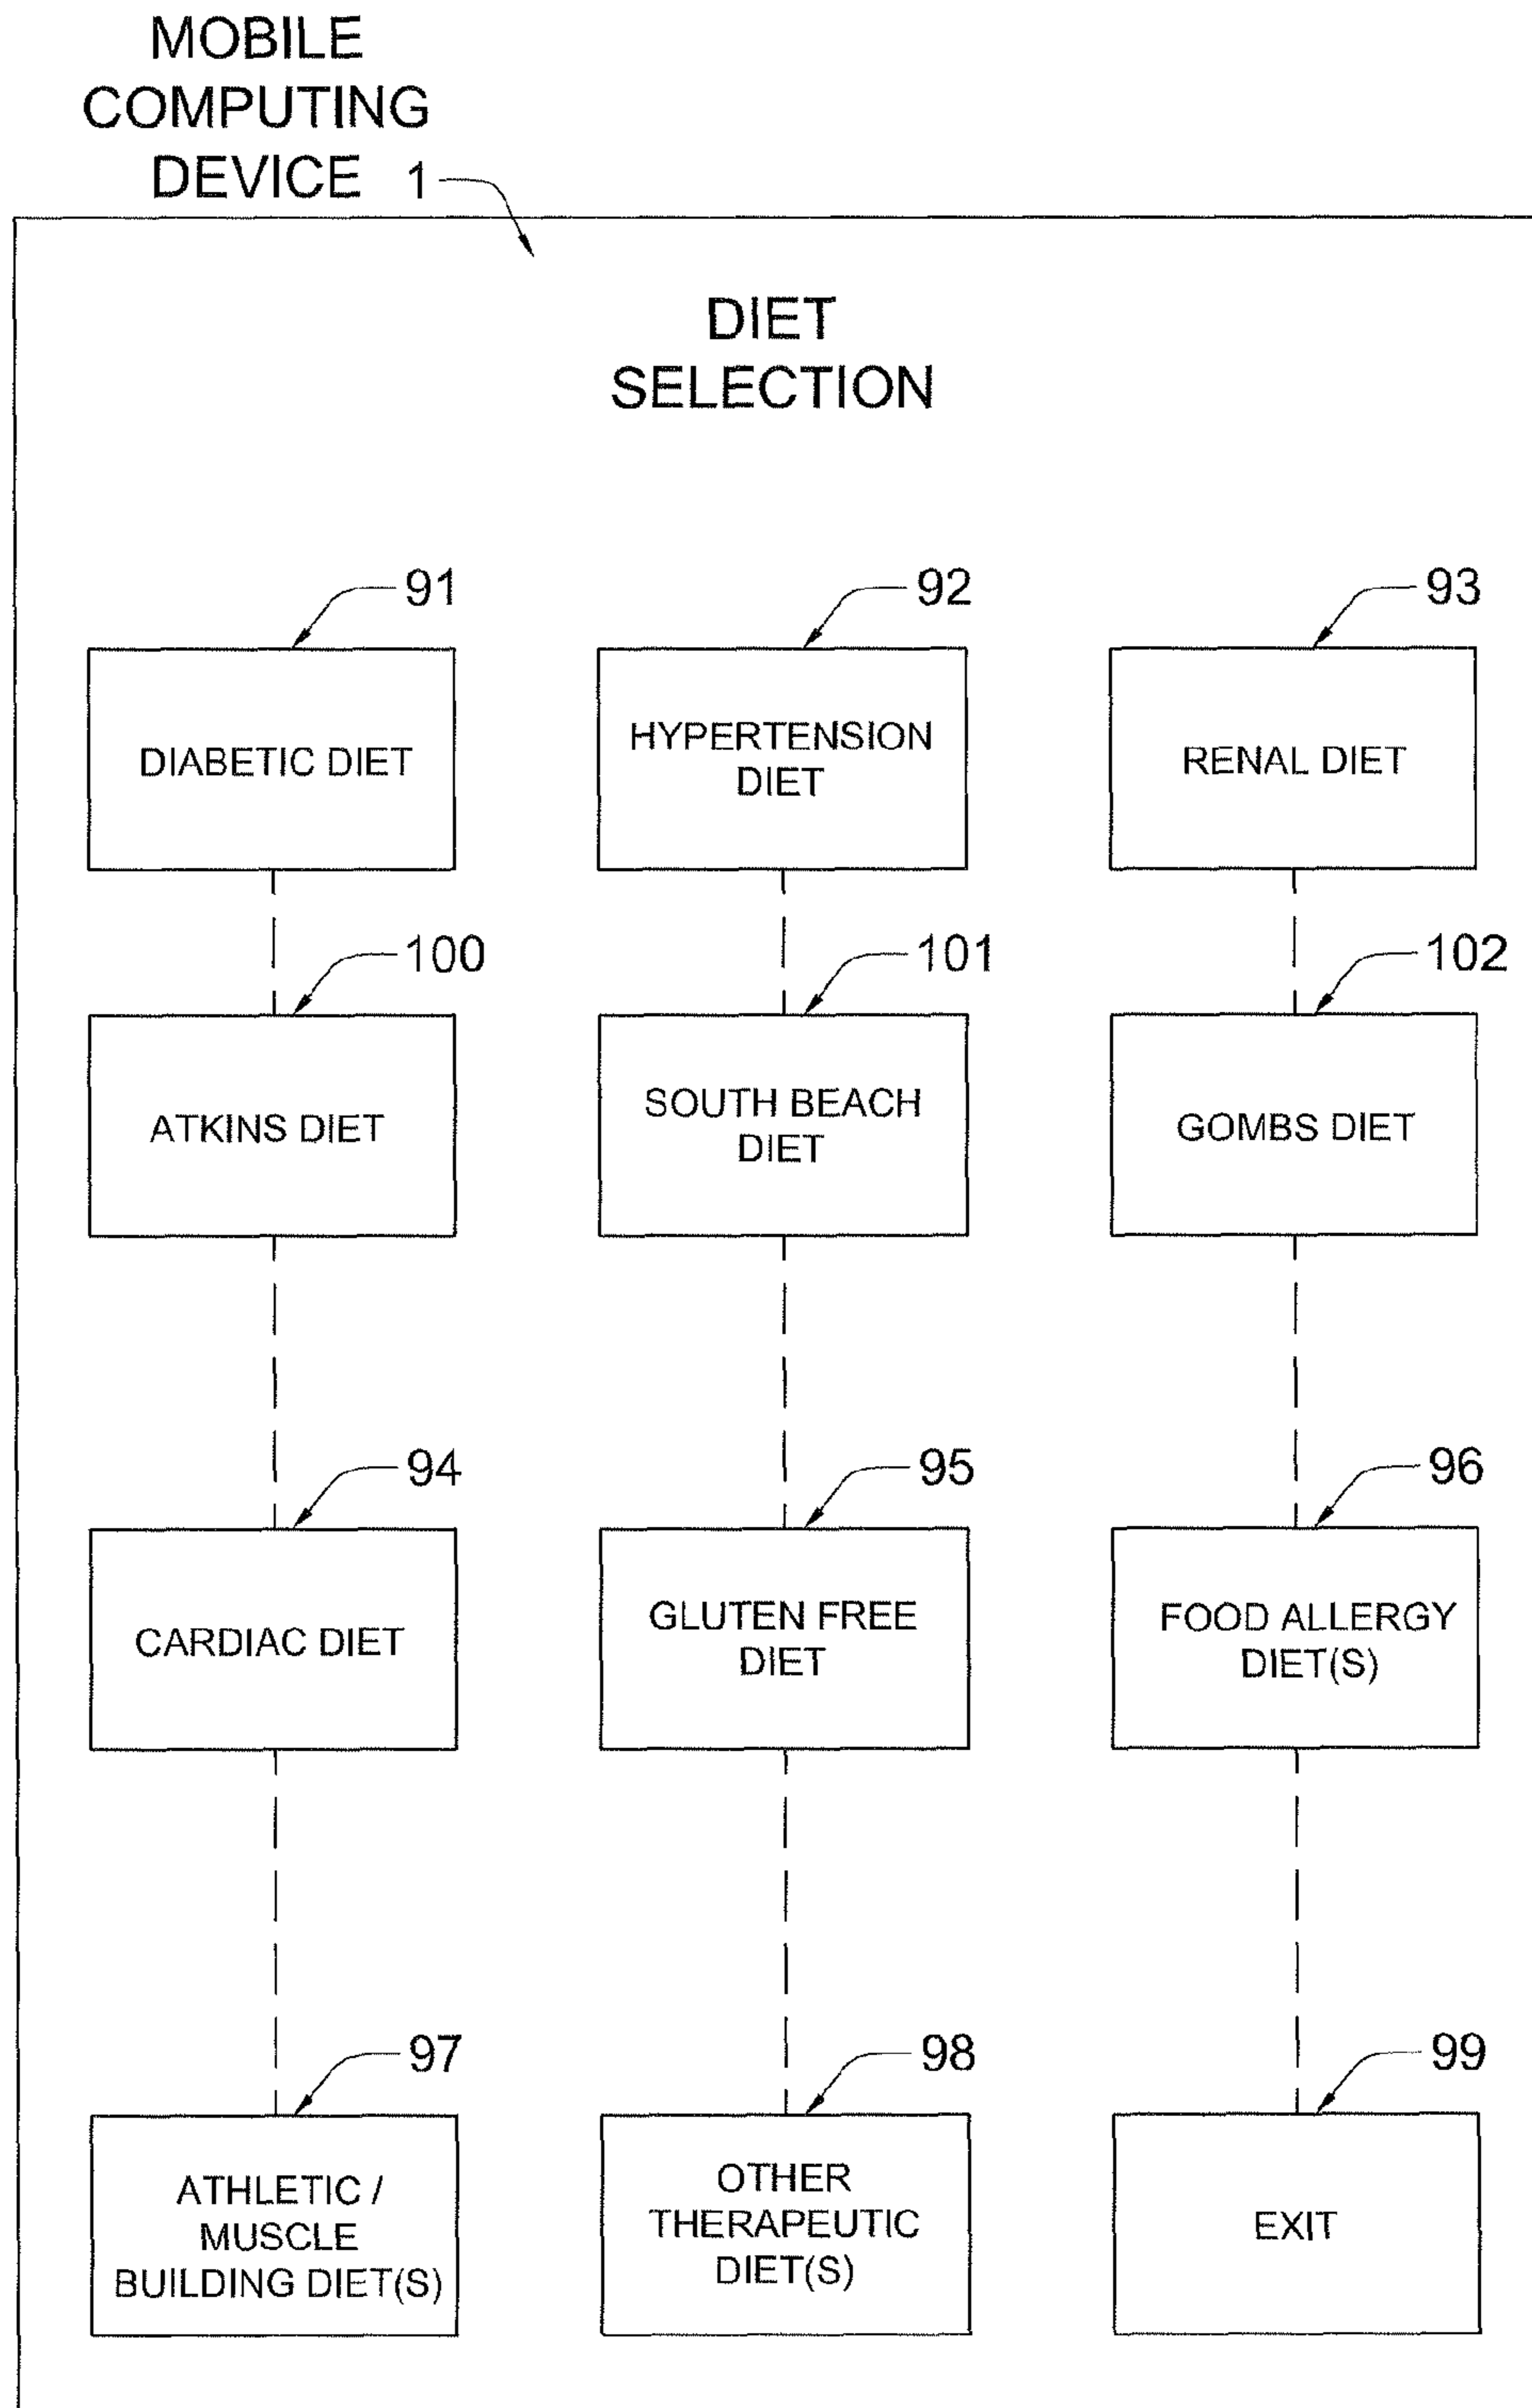 MOBILE
COMPUTING
DEVICE 1
DIET
SELECTION
91
92
93
DIABETIC DIET
HYPERTENSION
DIET
RENAL DIET
100
101
102
ATKINS DIET
SOUTH BEACH
DIET
GOMBS DIET
94
95
96
CARDIAC DIET
GLUTEN FREE
DIET
FOOD ALLERGY
DIET(S)
97
98
99
ATHLETIC /
MUSCLE
BUILDING DIET(S)
OTHER
THERAPEUTIC
DIET(S)
EXIT